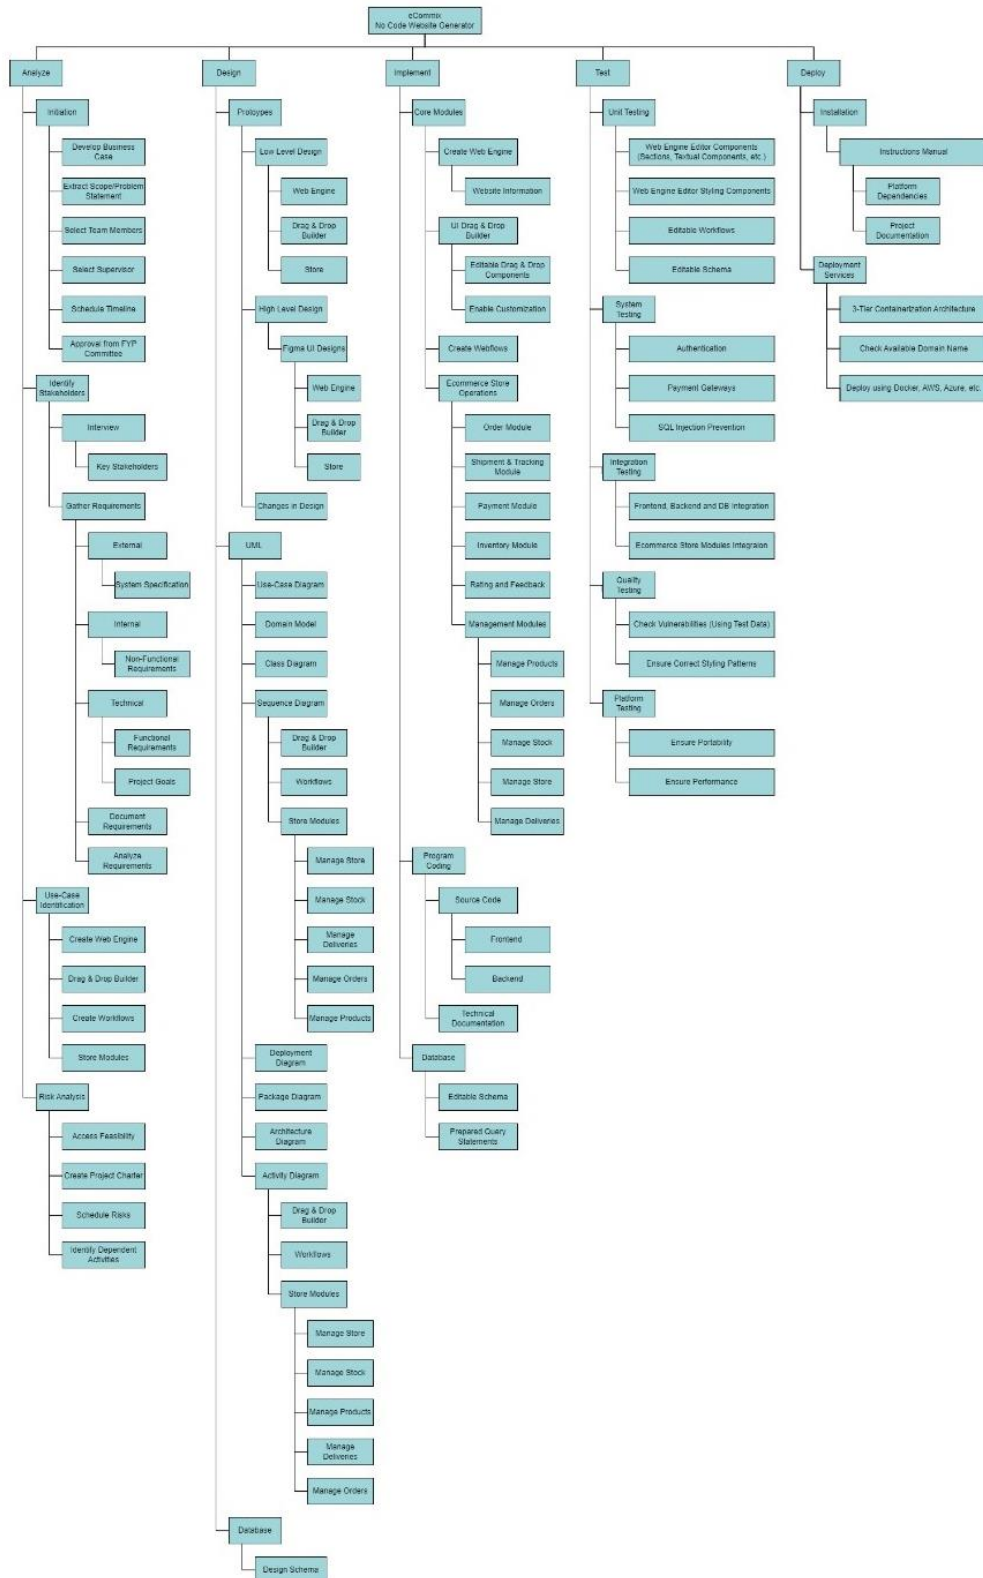 eCommix
No Code Website Generator
Analyze
Initiation
Develop Business
Case
Extract Scope/Problem
Statement
Select Team Members
Select Supervisor
Schedule Timeline
Approval from FYP
Committee
Identify
Stakeholders
Interview
Key Stakeholders
Gather Requirements
External
System Specification
Internal
Non-Functional
Requirements
Technical
Functional
Requirements
Project Goals
Document
Requirements
Analyze
Requirements
Use-Case
Identification
Create Web Engine
Drag & Drop Builder
Create Workflows
Store Modules
Risk Analysis
Access Feasibility
Create Project Charter
Schedule Risks
Identify Dependent
Activities
Design
Protoypes
Low Level Design
Web Engine
Drag & Drop
Builder
Store
High Level Design
Figma UI Designs
Web Engine
Drag & Drop
Builder
Store
Changes in Design
UML
Use-Case Diagram
Domain Model
Class Diagram
Sequence Diagram
Drag & Drop
Builder
Workflows
Store Modules
Manage Store
Manage Stock
Manage
Deliveries
Manage Orders
Manage Products
Deployment
Diagram
Package Diagram
Architecture
Diagram
Activity Diagram
Drag & Drop
Builder
Workflows
Store Modules
Manage Store
Manage Stock
Manage Products
Manage
Deliveries
Manage Orders
Database
Design Schema
Implement
Core Modules
Create Web Engine
Website Information
UI Drag & Drop
Builder
Editable Drag & Drop
Components
Enable Customization
Create Webflows
Ecommerce Store
Operations
Order Module
Shipment & Tracking
Module
Payment Module
Inventory Module
Rating and Feedback
Management Modules
Manage Products
Manage Orders
Manage Stock
Manage Store
Manage Deliveries
Program
Coding
Source Code
Frontend
Backend
Technical
Documentation
Database
Editable Schema
Prepared Query
Statements
Test
Unit Testing
Web Engine Editor Components
(Sections, Textual Components, etc.)
Web Engine Editor Styling Components
Editable Workflows
Editable Schema
System
Testing
Authentication
Payment Gateways
SQL Injection Prevention
Integration
Testing
Frontend, Backend and DB Integration
Ecommerce Store Modules Integraion
Quality
Testing
Check Vulnerabilities (Using Test Data)
Ensure Correct Styling Patterns
Platform
Testing
Ensure Portability
Ensure Performance
Deploy
Installation
Instructions Manual
Platform
Dependencies
Project
Documentation
Deployment
Services
3-Tier Containerization Architecture
Check Available Domain Name
Deploy using Docker, AWS, Azure, etc.